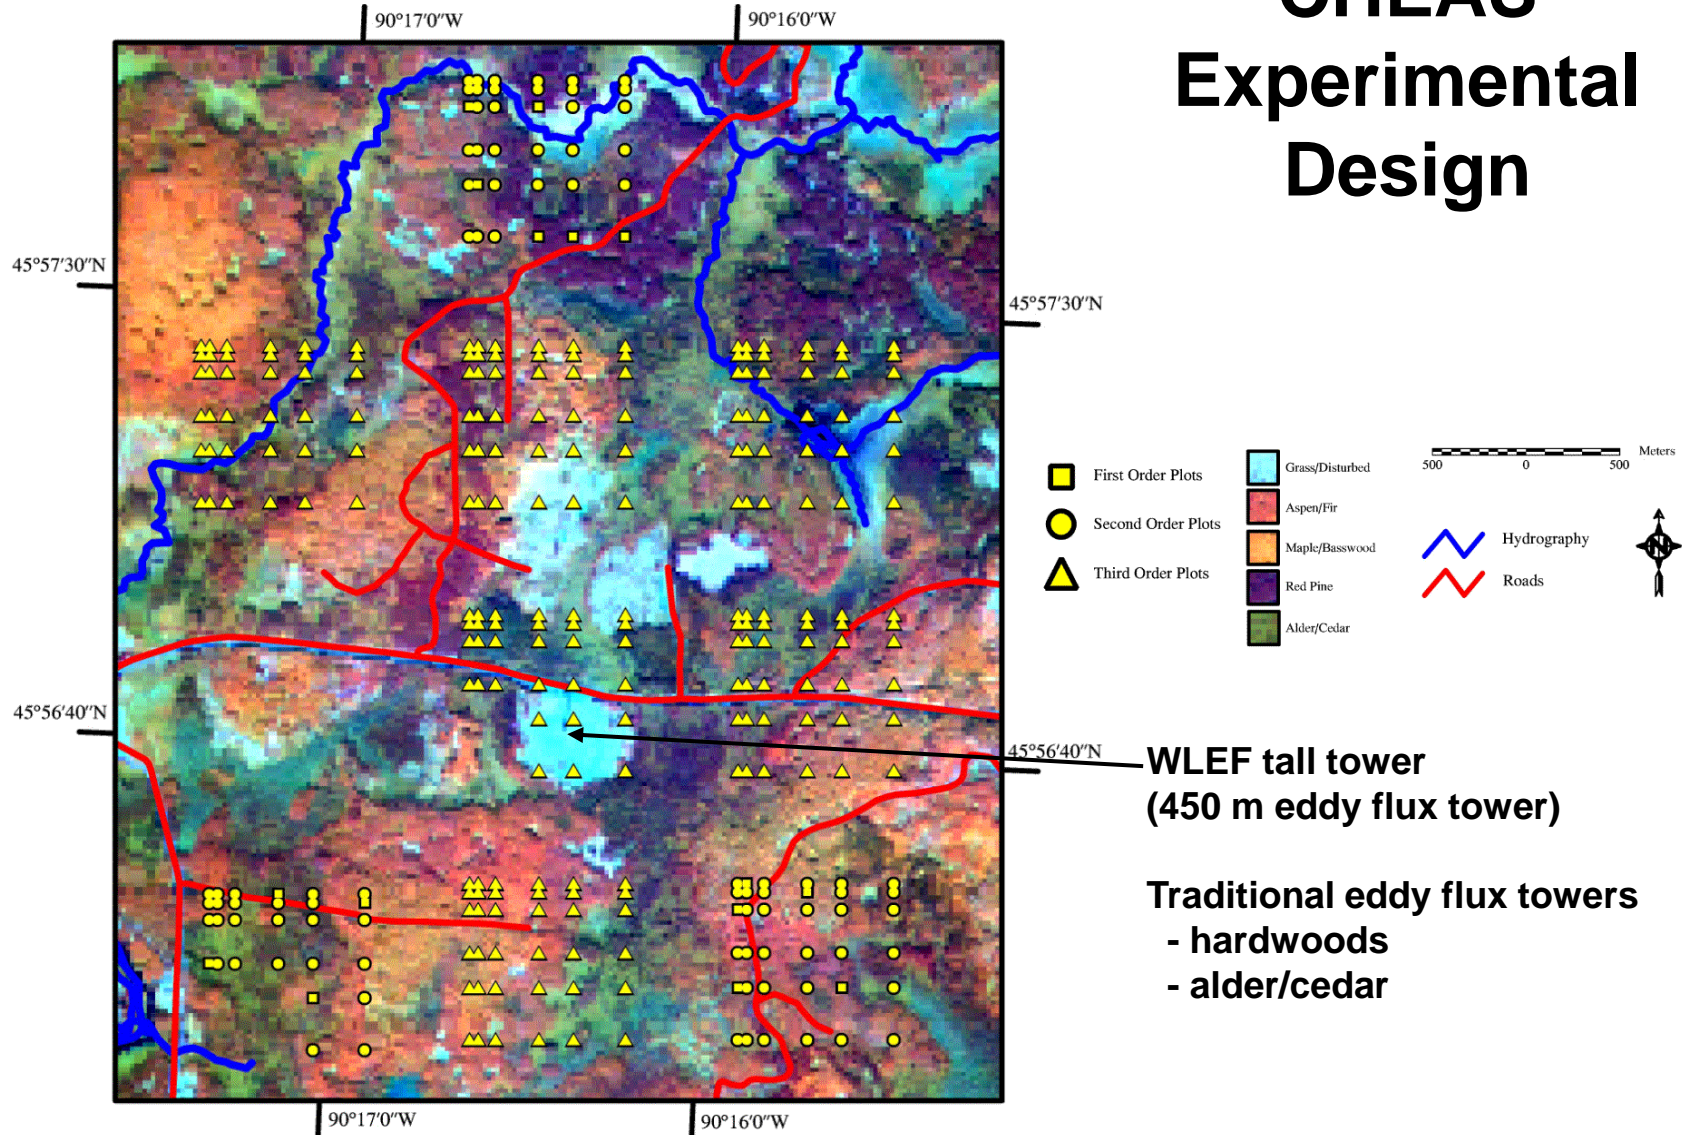 CHEAS
Experimental
Design
90°17'0"W
90°16'0"W
45°57'30"N
45°57'30"N
First Order Plots
Second Order Plots
Third Order Plots
Grass/Disturbed
Aspen/Fir
Maple/Basswood
Red Pine
Alder/Cedar
Meters
500 0 500
Hydrography
Roads
N
45°56'40"N
45°56'40"N
WLEF tall tower
(450 m eddy flux tower)
Traditional eddy flux towers
- hardwoods
- alder/cedar
90°17'0"W
90°16'0"W